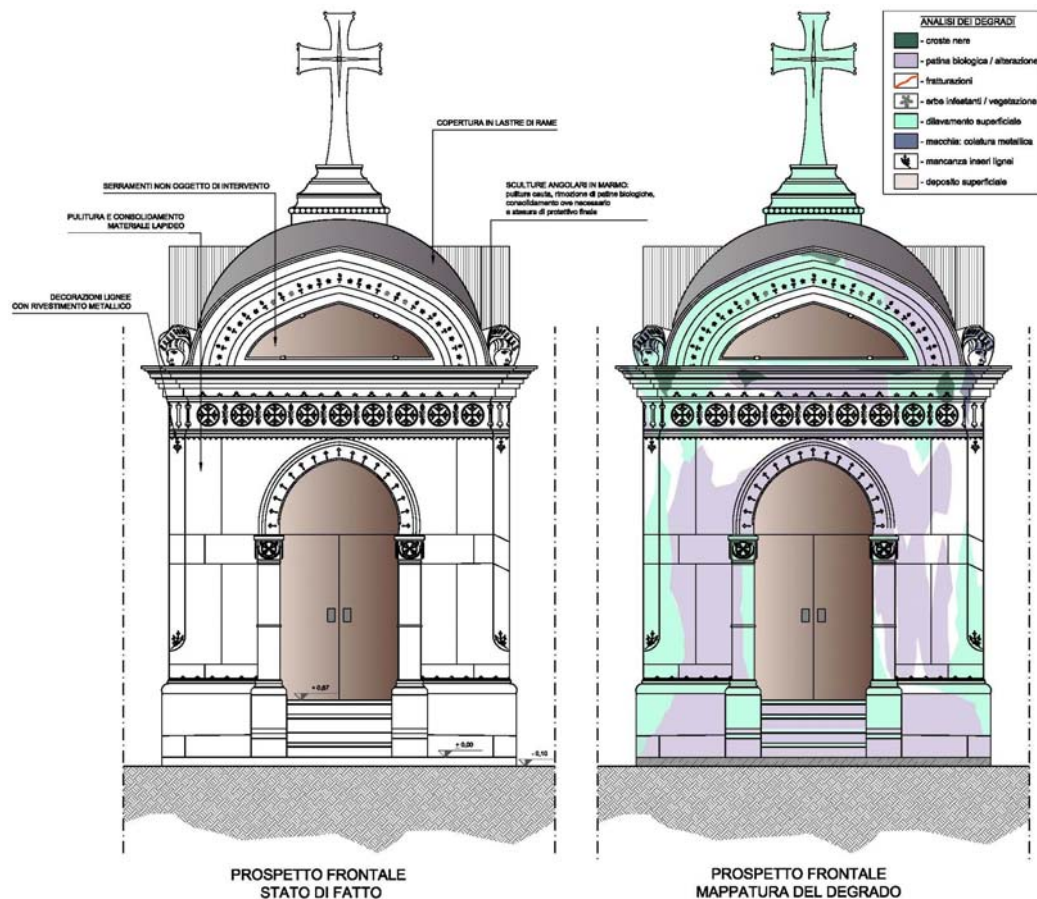 COPERTURA IN LASTRE DI RAME
SERRAMENTI NON OGGETTO DI INTERVENTO
SCULTURE ANGOLARI IN MARMO:
pulitura cauta, rimozione di patine biologiche,
consolidamento ove necessario
e stesura di protettivo finale
PULITURA E CONSOLIDAMENTO
MATERIALE LAPIDEO
DECORAZIONI LIGNEE
CON RIVESTIMENTO METALLICO
+ 0,87
± 0,00
- 0,10
PROSPETTO FRONTALE
STATO DI FATTO
ANALISI DEI DEGRADI
- croste nere
- patina biologica / alterazione
- fratturazioni
- erbe infestanti / vegetazione
- dilavamento superficiale
- macchia: colatura metallica
- mancanza inseri lignei
- deposito superficiale
PROSPETTO FRONTALE
MAPPATURA DEL DEGRADO